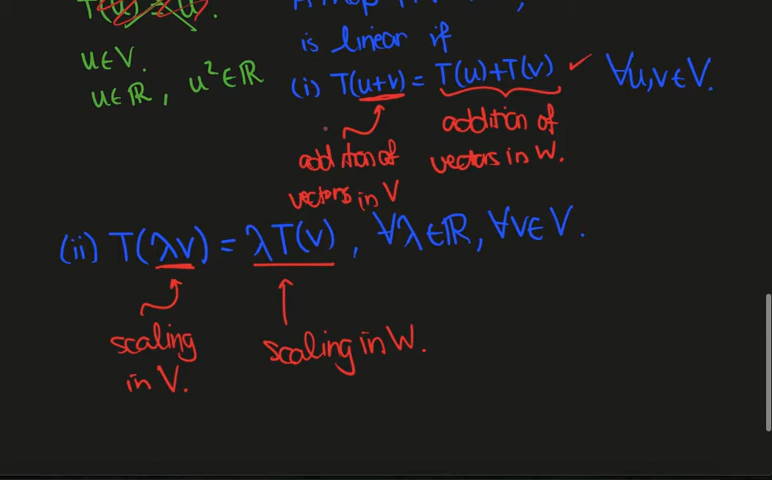 u∈V.
u∈ℝ, u²∈ℝ
is linear if
(i) T(u+v) = T(u)+T(v) ✓ ∀u,v∈V.
addition of
vectors in V
addition of
vectors in W.
(ii) T(λv) = λT(v), ∀λ∈ℝ, ∀v∈V.
scaling
in V.
scaling in W.